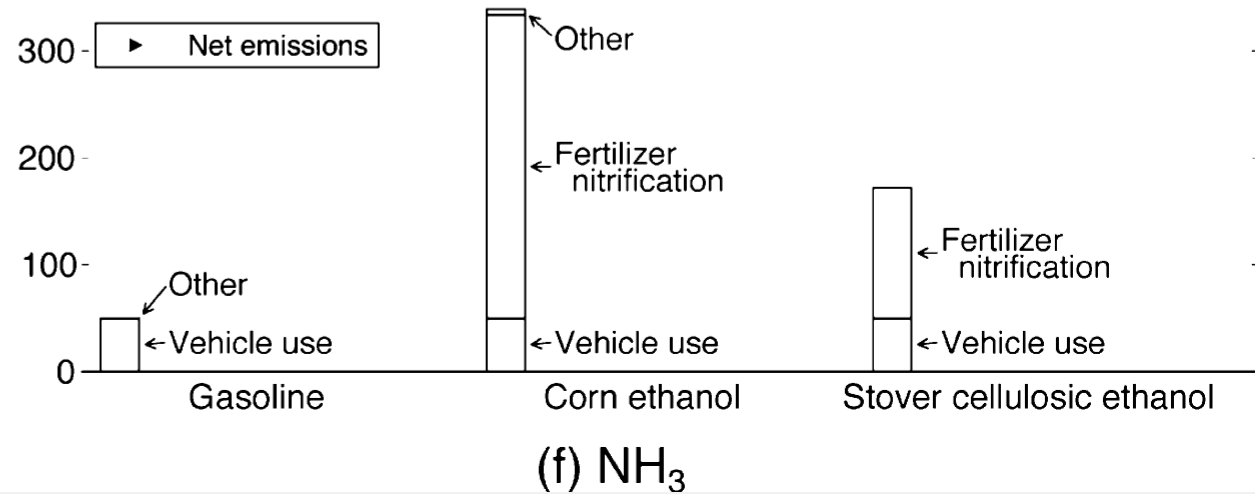 300
► Net emissions
Other
200
Fertilizer
nitrification
Fertilizer
nitrification
100
Other
Vehicle use
Vehicle use
Vehicle use
0
Gasoline
Corn ethanol
Stover cellulosic ethanol
(f) NH₃